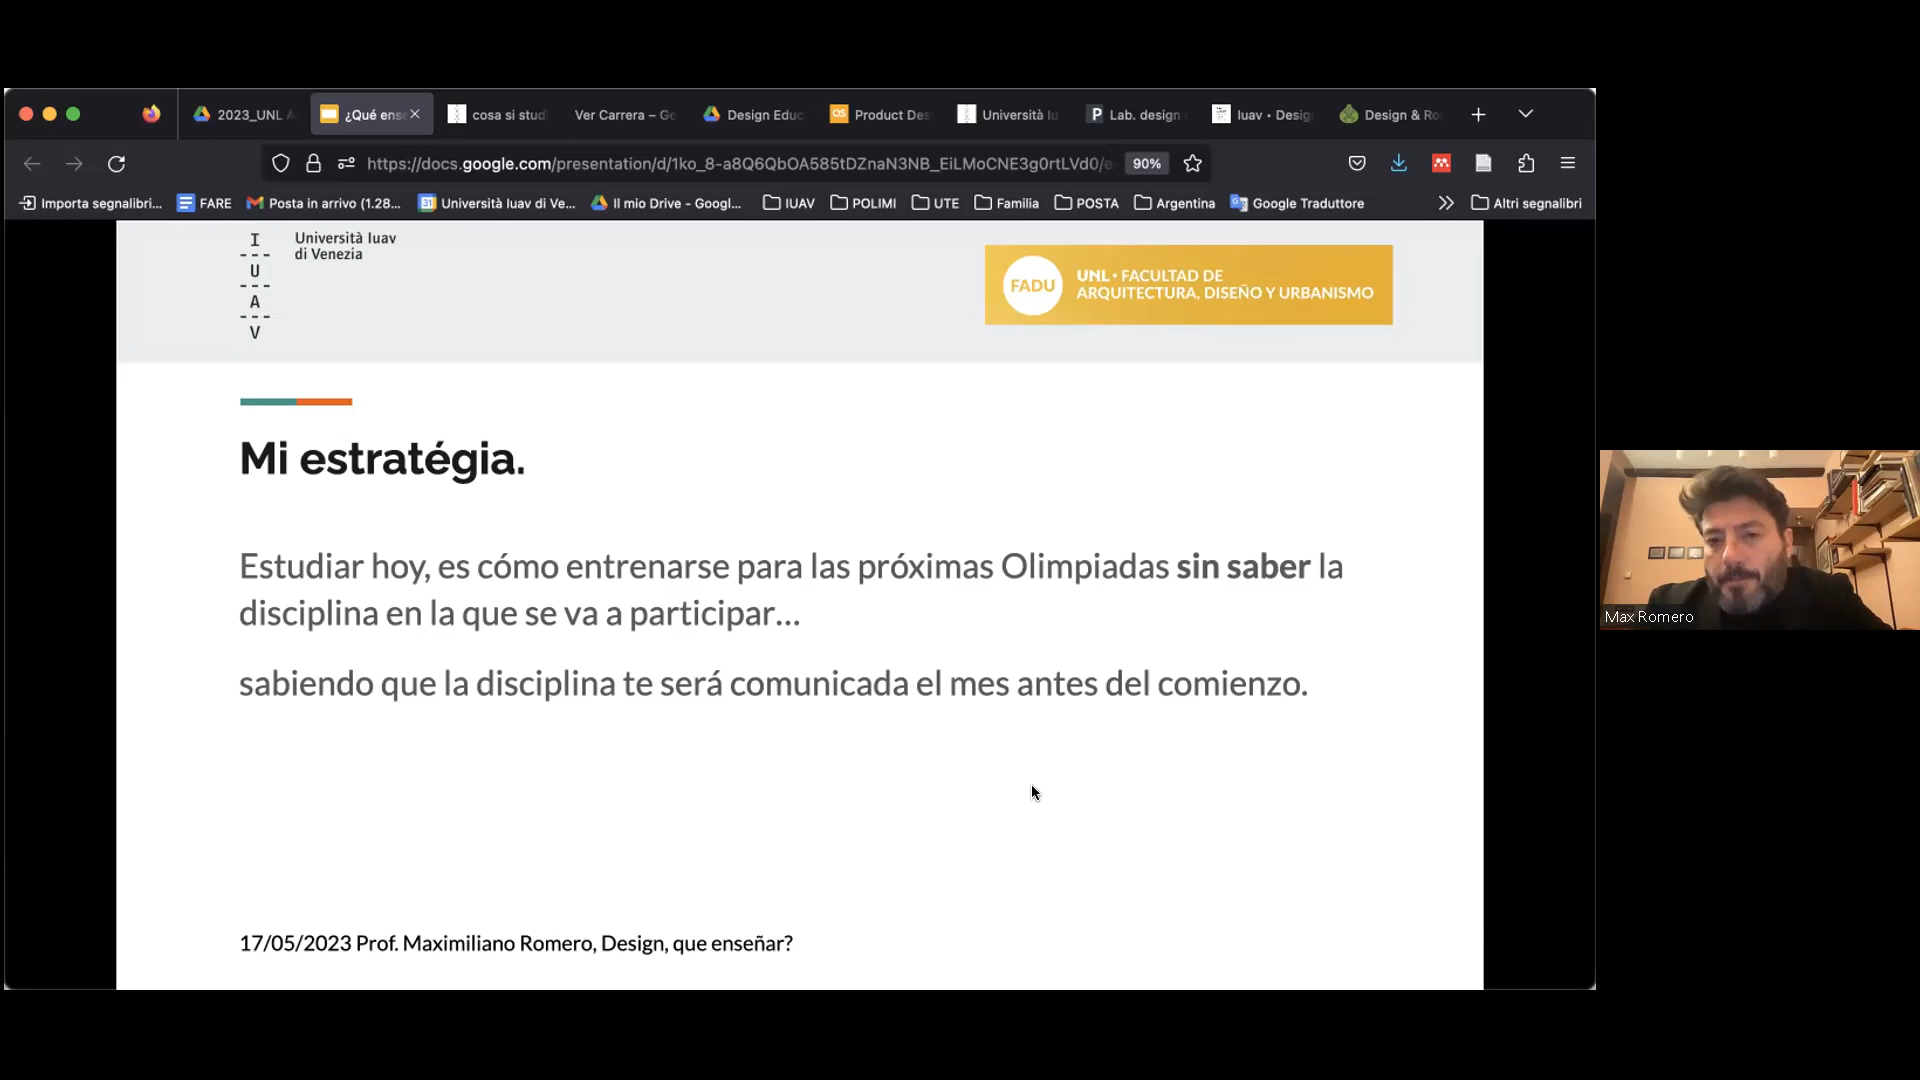 2023_UNL A
¿Qué ens
cosa si studi
Ver Carrera – Ge
Design Educ
Product Des
Università Iu
Lab. design
Iuav • Desig
Design & Ro
https://docs.google.com/presentation/d/1ko_8-a8Q6QbOA585tDZnaN3NB_EiLMoCNE3g0rtLVd0/e
90%
Importa segnalibri...
FARE
Posta in arrivo (1.28...
31
Università Iuav di Ve...
Il mio Drive - Googl...
IUAV
POLIMI
UTE
Familia
POSTA
Argentina
Google Traduttore
Altri segnalibri
I
U
A
V
Università Iuav
di Venezia
FADU
UNL • FACULTAD DE
ARQUITECTURA, DISEÑO Y URBANISMO
Mi estratégia.
Estudiar hoy, es cómo entrenarse para las próximas Olimpiadas sin saber la
disciplina en la que se va a participar...
sabiendo que la disciplina te será comunicada el mes antes del comienzo.
Max Romero
17/05/2023 Prof. Maximiliano Romero, Design, que enseñar?